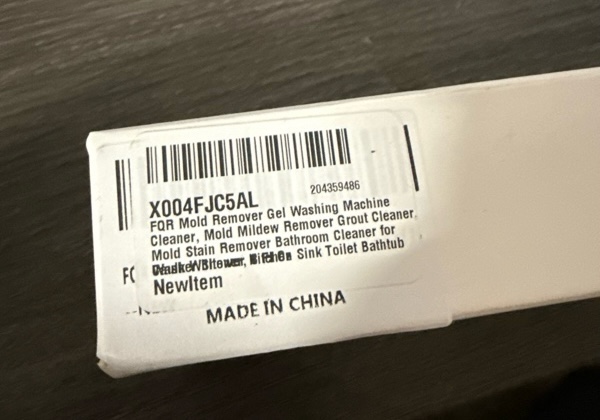 204359486
X004FJC5AL
FQR Mold Remover Gel Washing Machine
Cleaner, Mold Mildew Remover Grout Cleaner
Mold Stain Remover Bathroom Cleaner for
Sink Toilet Bathtub
NewItem
MADE IN CHINA